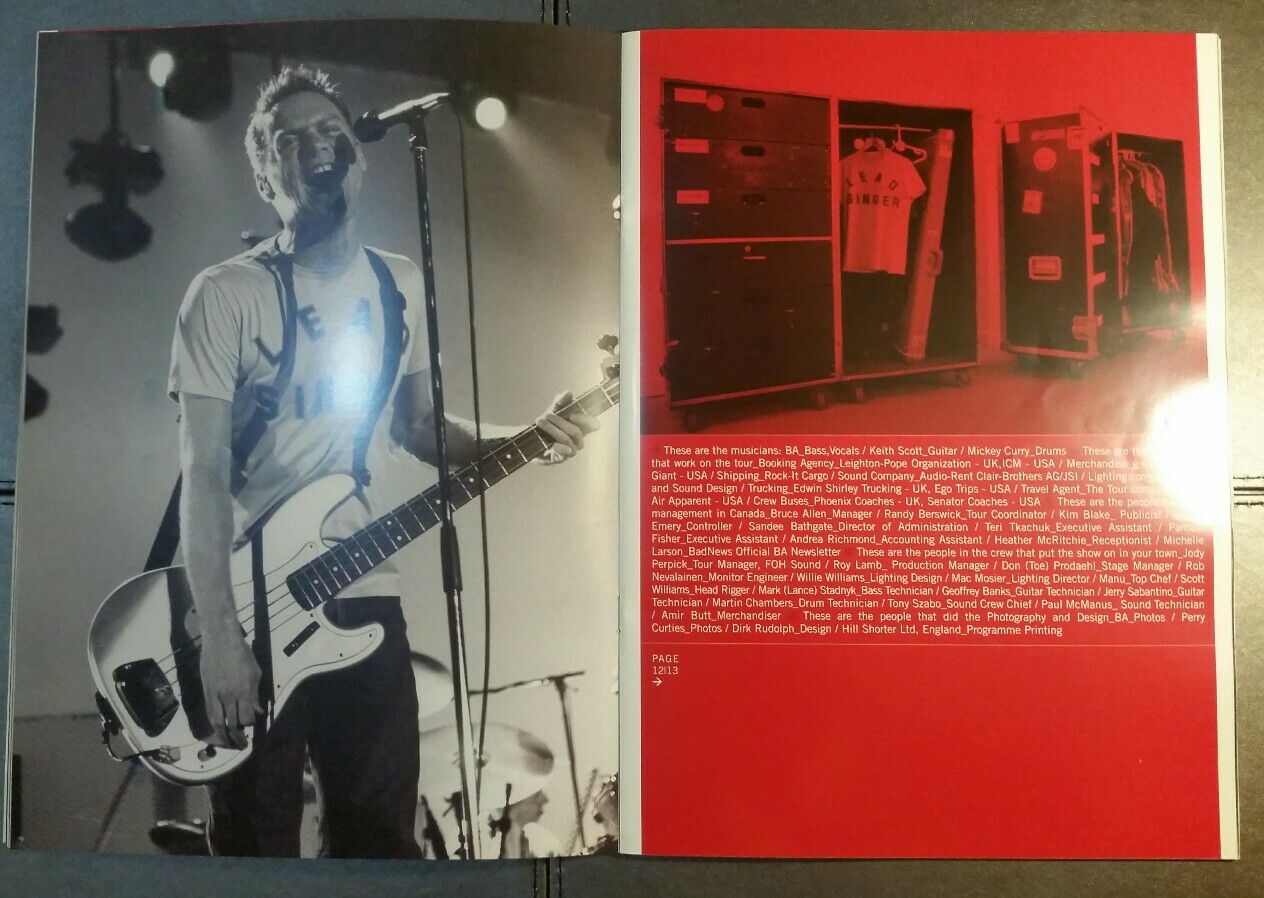 LEAD
SIN
LEAD
SINGER
These are the musicians: BA_Bass,Vocals / Keith Scott_Guitar / Mickey Curry_Drums These are
that work on the tour_Booking Agency_Leighton-Pope Organization - UK,ICM - USA /
Giant - USA / Shipping_Rock-It Cargo / Sound Company_Audio-Rent Clair-Brothers AG/JSI / Lighting
and Sound Design / Trucking_Edwin Shirley Trucking - UK, Ego Trips - USA / Travel Agent_The Tour
Air Apparent - USA / Crew Buses_Phoenix Coaches - UK, Senator Coaches - USA These are the
management in Canada_Bruce Allen_Manager / Randy Berswick_Tour Coordinator / Kim Blake_ Publicist /
Emery_Controller / Sandee Bathgate_Director of Administration / Teri Tkachuk_Executive Assistant /
Fisher_Executive Assistant / Andrea Richmond_Accounting Assistant / Heather McRitchie_Receptionist / Michelle
Larson_BadNews Official BA Newsletter These are the people in the crew that put the show on in your town_Jody
Perpick_Tour Manager, FOH Sound / Roy Lamb_ Production Manager / Don (Toe) Prodaehl_Stage Manager / Rob
Nevalainen_Monitor Engineer / Willie Williams_Lighting Design / Mac Mosier_Lighting Director / Manu_Top Chef / Scott
Williams_Head Rigger / Mark (Lance) Stadnyk_Bass Technician / Geoffrey Banks_Guitar Technician / Jerry Sabantino_Guitar
Technician / Martin Chambers_Drum Technician / Tony Szabo_Sound Crew Chief / Paul McManus_ Sound Technician
/ Amir Butt_Merchandiser These are the people that did the Photography and Design_BA_Photos / Perry
Curties_Photos / Dirk Rudolph_Design / Hill Shorter Ltd, England_Programme Printing
PAGE
12|13
→